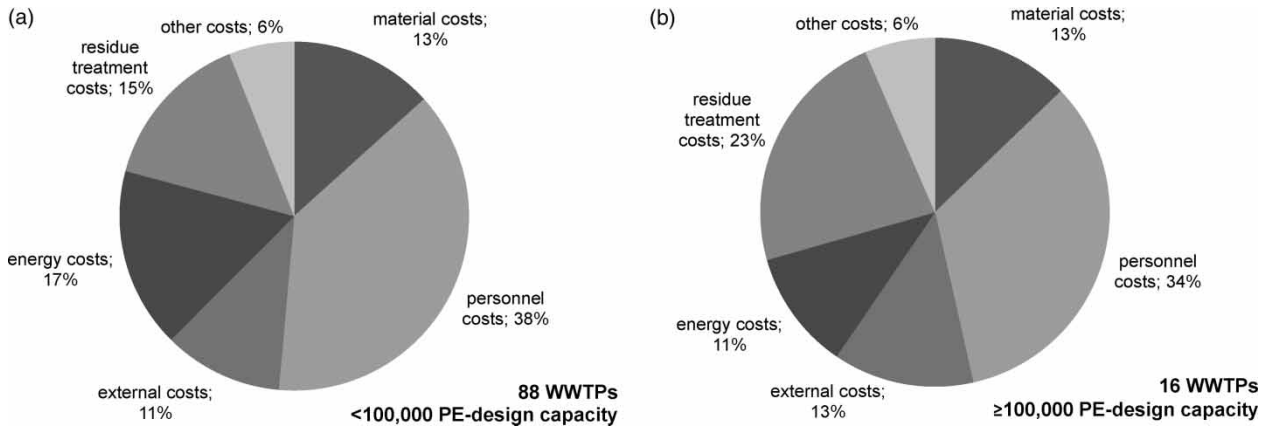 (a)
other costs; 6%
material costs;
13%
residue
treatment
costs; 15%
energy costs;
17%
personnel
costs; 38%
external costs;
11%
88 WWTPs
<100,000 PE-design capacity
(b)
other costs; 6%
material costs;
13%
residue
treatment
costs; 23%
personnel
costs; 34%
energy costs;
11%
external costs;
13%
16 WWTPs
≥100,000 PE-design capacity